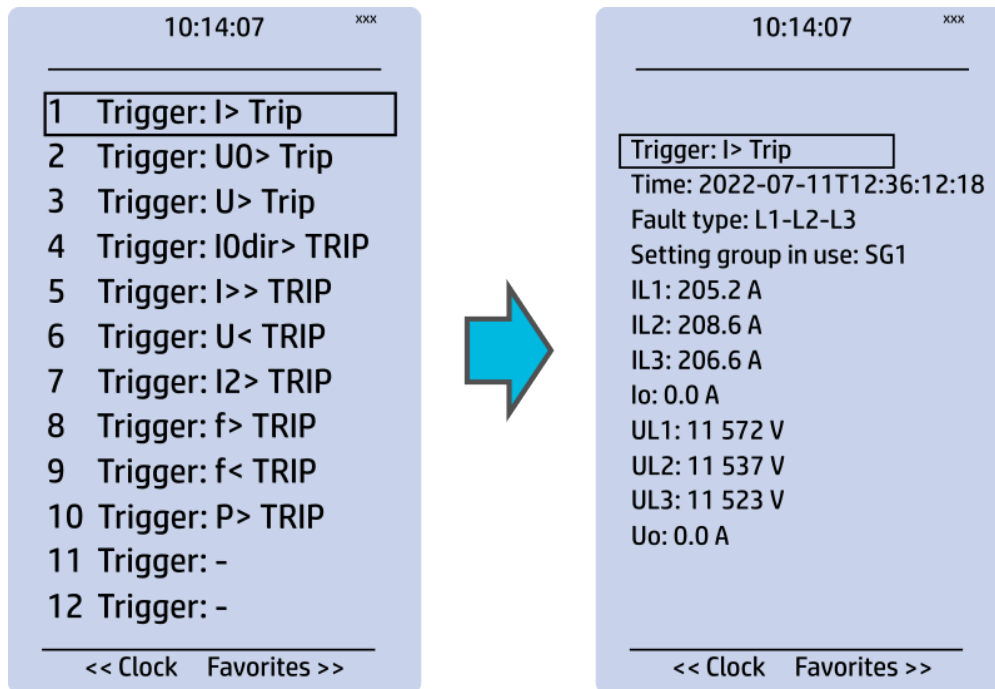 10:14:07 xxx
1 Trigger: I> Trip
2 Trigger: U0> Trip
3 Trigger: U> Trip
4 Trigger: I0dir> TRIP
5 Trigger: I>> TRIP
6 Trigger: U< TRIP
7 Trigger: I2> TRIP
8 Trigger: f> TRIP
9 Trigger: f< TRIP
10 Trigger: P> TRIP
11 Trigger: -
12 Trigger: -
<< Clock Favorites >>
10:14:07 xxx
Trigger: I> Trip
Time: 2022-07-11T12:36:12:18
Fault type: L1-L2-L3
Setting group in use: SG1
IL1: 205.2 A
IL2: 208.6 A
IL3: 206.6 A
Io: 0.0 A
UL1: 11 572 V
UL2: 11 537 V
UL3: 11 523 V
Uo: 0.0 A
<< Clock Favorites >>